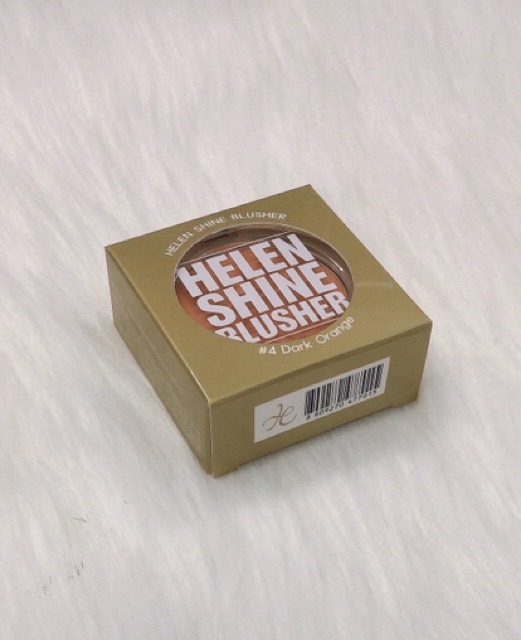 HELEN SHINE BLUSHER
HELEN
SHINE
BLUSHER
#4 Dark Orange